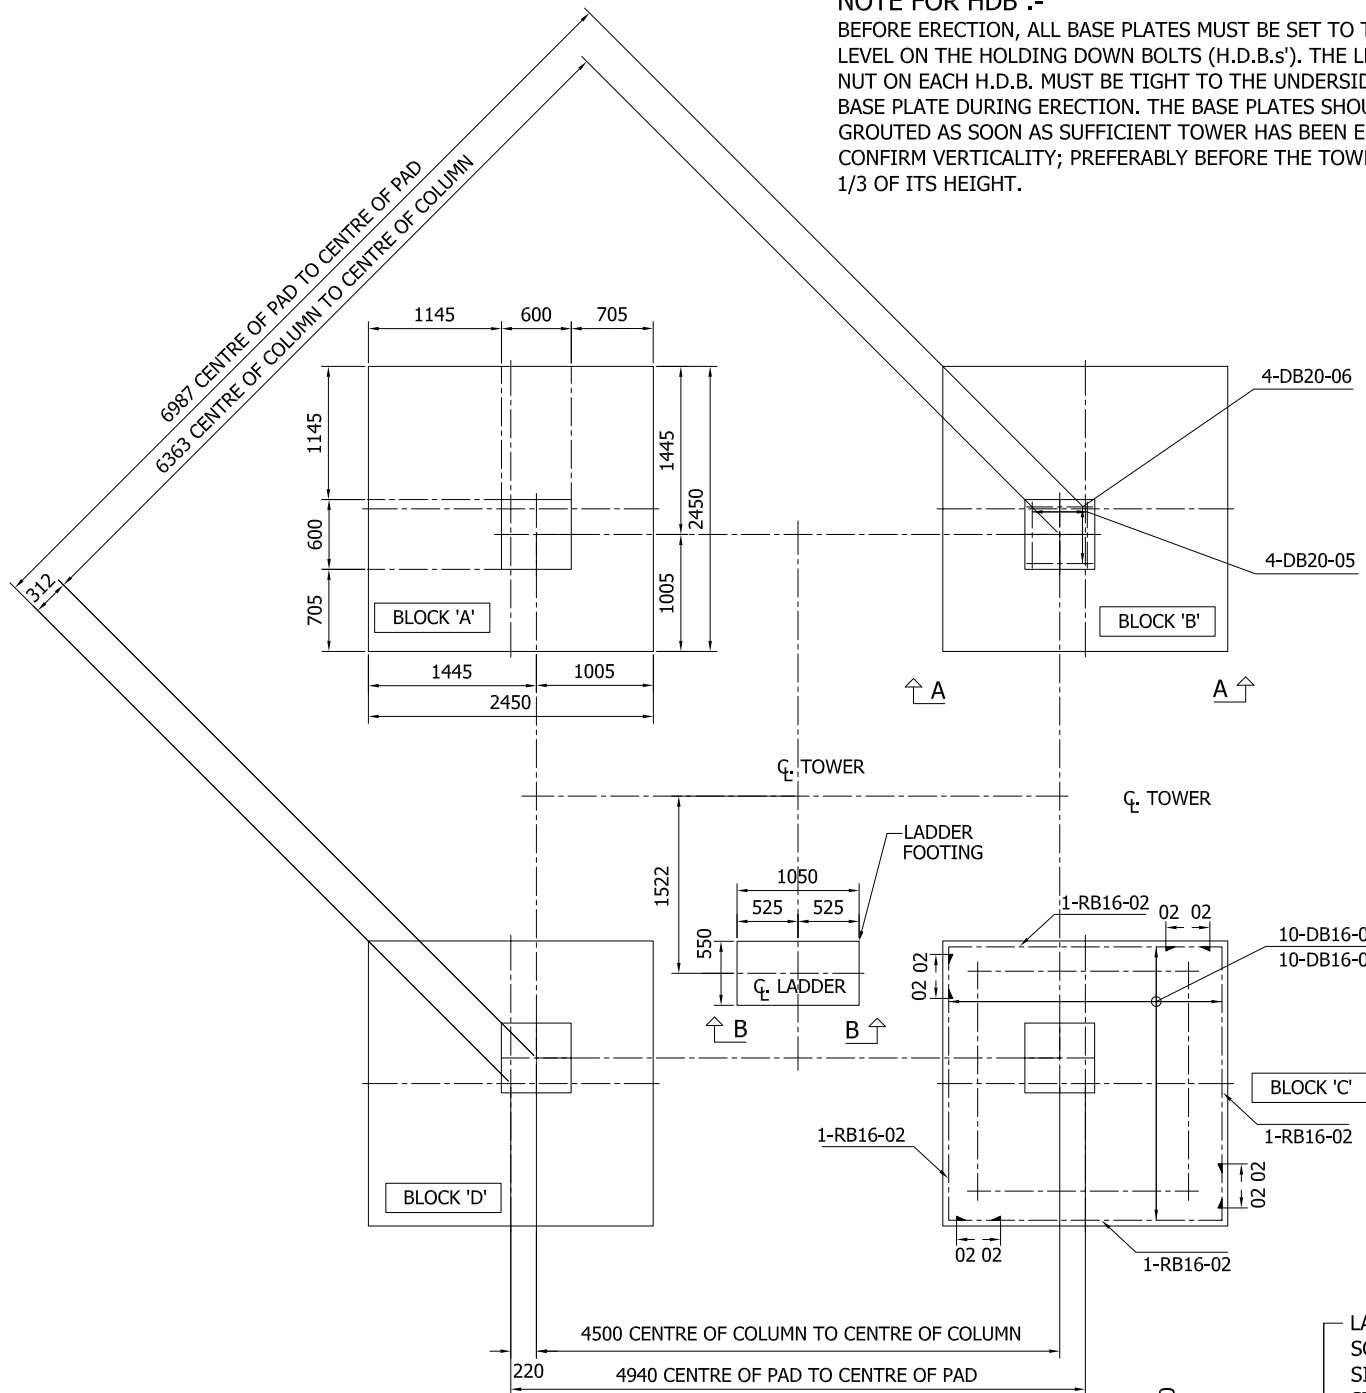 NOTE FOR HDB :-
BEFORE ERECTION, ALL BASE PLATES MUST BE SET TO
LEVEL ON THE HOLDING DOWN BOLTS (H.D.B.s'). THE
NUT ON EACH H.D.B. MUST BE TIGHT TO THE
BASE PLATE DURING ERECTION. THE BASE PLATES
GROUTED AS SOON AS SUFFICIENT TOWER HAS BEEN
CONFIRM VERTICALITY; PREFERABLY BEFORE THE
1/3 OF ITS HEIGHT.
6987 CENTRE OF PAD TO CENTRE OF PAD
6363 CENTRE OF COLUMN TO CENTRE OF COLUMN
312
1145 600 705
1145
600
705
1445
1005
2450
BLOCK 'A'
1445 1005
2450
4-DB20-06
4-DB20-05
BLOCK 'B'
A A
℄ TOWER
℄ TOWER
1522
LADDER
FOOTING
1050
525 525
550
℄ LADDER
B B
1-RB16-02
02 02
02 02
10-DB16-0
10-DB16-0
BLOCK 'C'
1-RB16-02
1-RB16-02
02 02
02 02
1-RB16-02
BLOCK 'D'
4500 CENTRE OF COLUMN TO CENTRE OF COLUMN
220
4940 CENTRE OF PAD TO CENTRE OF PAD